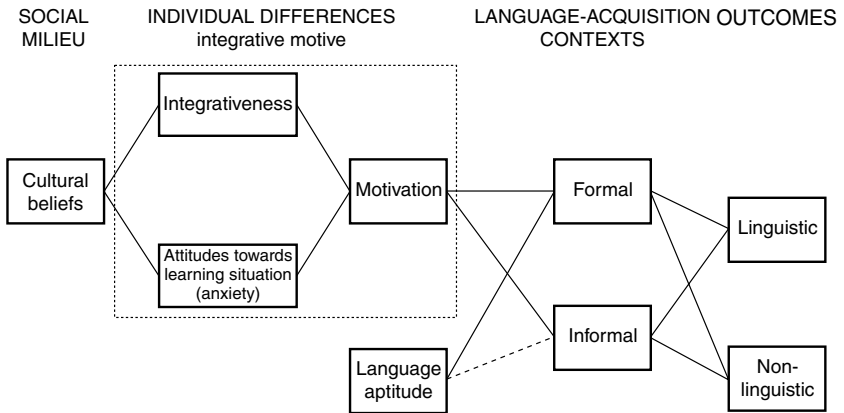 SOCIAL
MILIEU
INDIVIDUAL DIFFERENCES
integrative motive
LANGUAGE-ACQUISITION
CONTEXTS
OUTCOMES
Integrativeness
Cultural
beliefs
Motivation
Attitudes towards
learning situation
(anxiety)
Language
aptitude
Formal
Informal
Linguistic
Non-
linguistic